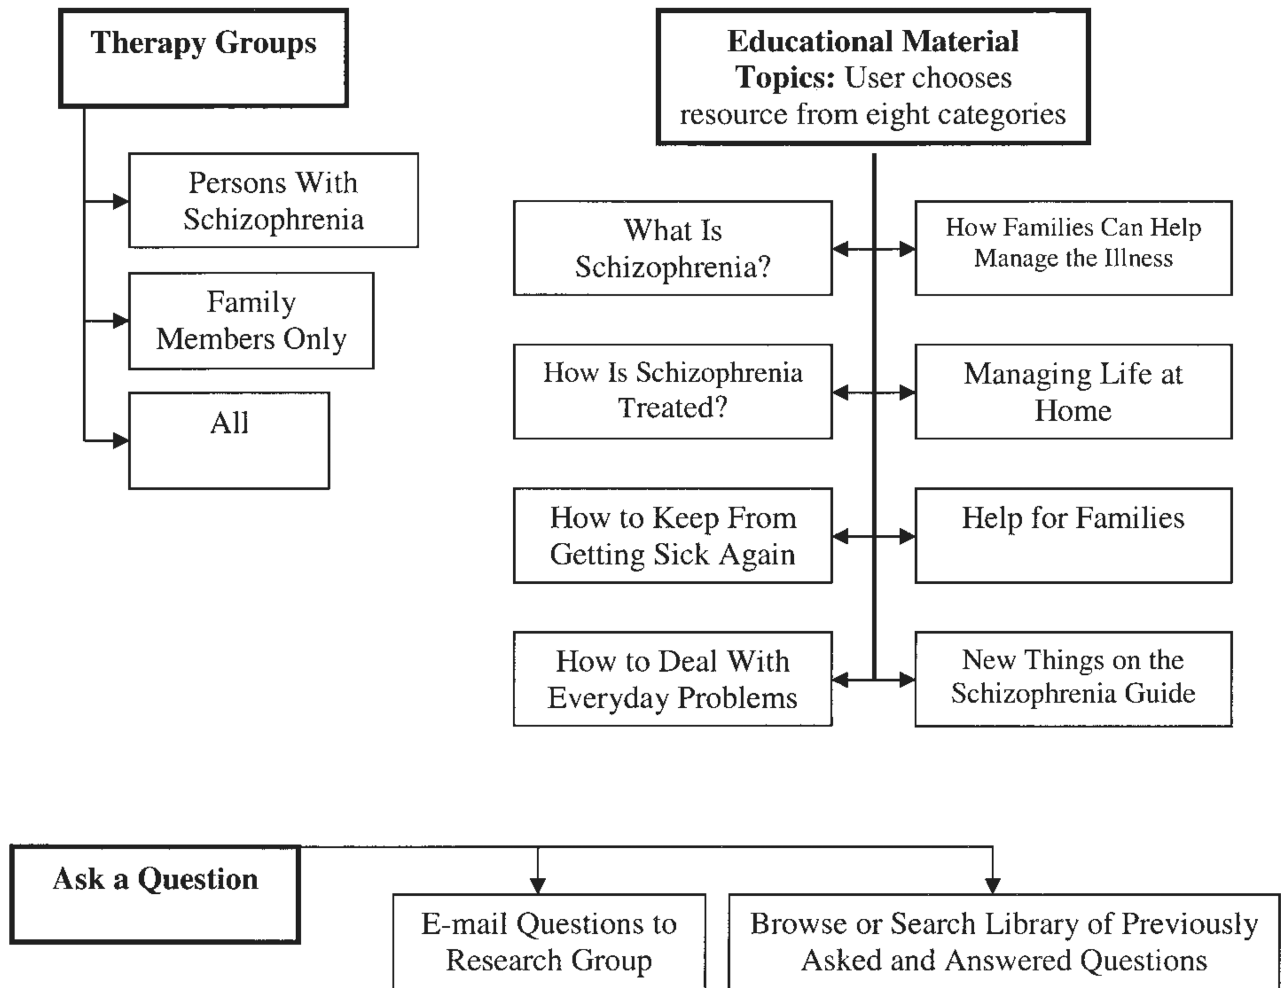 Therapy Groups
Persons With
Schizophrenia
Family
Members Only
All
Educational Material
Topics: User chooses
resource from eight categories
What Is
Schizophrenia?
How Families Can Help
Manage the Illness
How Is Schizophrenia
Treated?
Managing Life at
Home
How to Keep From
Getting Sick Again
Help for Families
How to Deal With
Everyday Problems
New Things on the
Schizophrenia Guide
Ask a Question
E-mail Questions to
Research Group
Browse or Search Library of Previously
Asked and Answered Questions